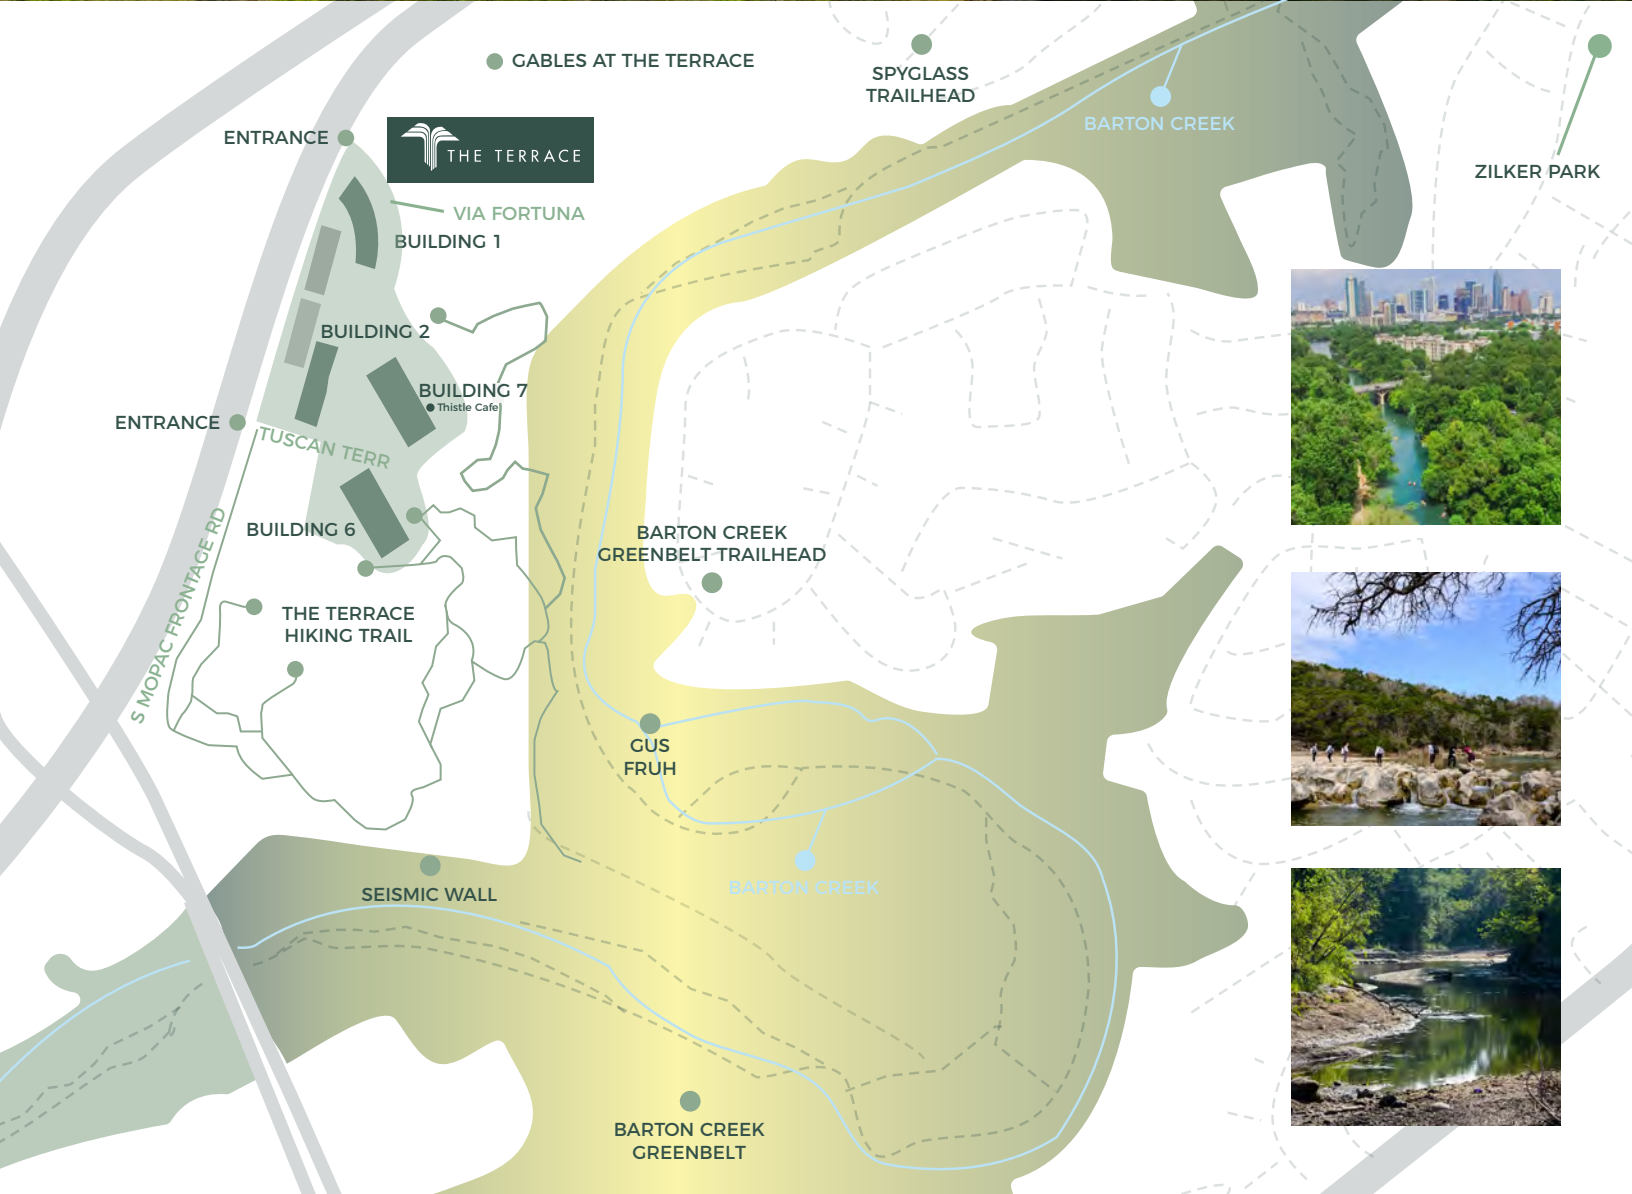 GABLES AT THE TERRACE
SPYGLASS
TRAILHEAD
BARTON CREEK
ENTRANCE
THE TERRACE
ZILKER PARK
VIA FORTUNA
BUILDING 1
BUILDING 2
BUILDING 7
Thistle Cafe
ENTRANCE
TUSCAN TERR
BUILDING 6
BARTON CREEK
GREENBELT TRAILHEAD
S MOPAC FRONTAGE RD
THE TERRACE
HIKING TRAIL
GUS
FRUH
BARTON CREEK
SEISMIC WALL
BARTON CREEK
GREENBELT